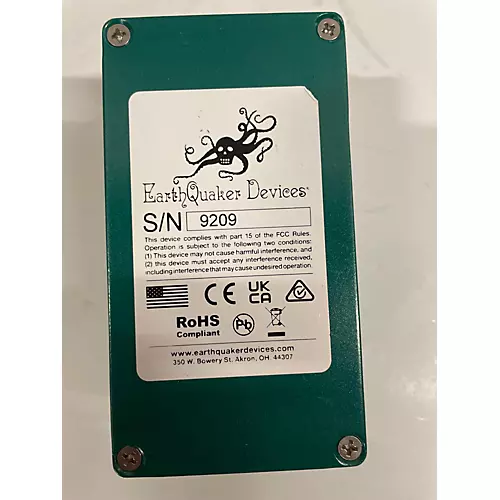 EarthQuaker Devices®
S/N 9209
This device complies with part 15 of the FCC Rules.
Operation is subject to the following two conditions:
(1) This device may not cause harmful interference, and
(2) this device must accept any interference received,
including interference that may cause undesired operation.
CE UK CA
RoHS Pb
Compliant
www.earthquakerdevices.com
350 W. Bowery St. Akron, OH. 44307